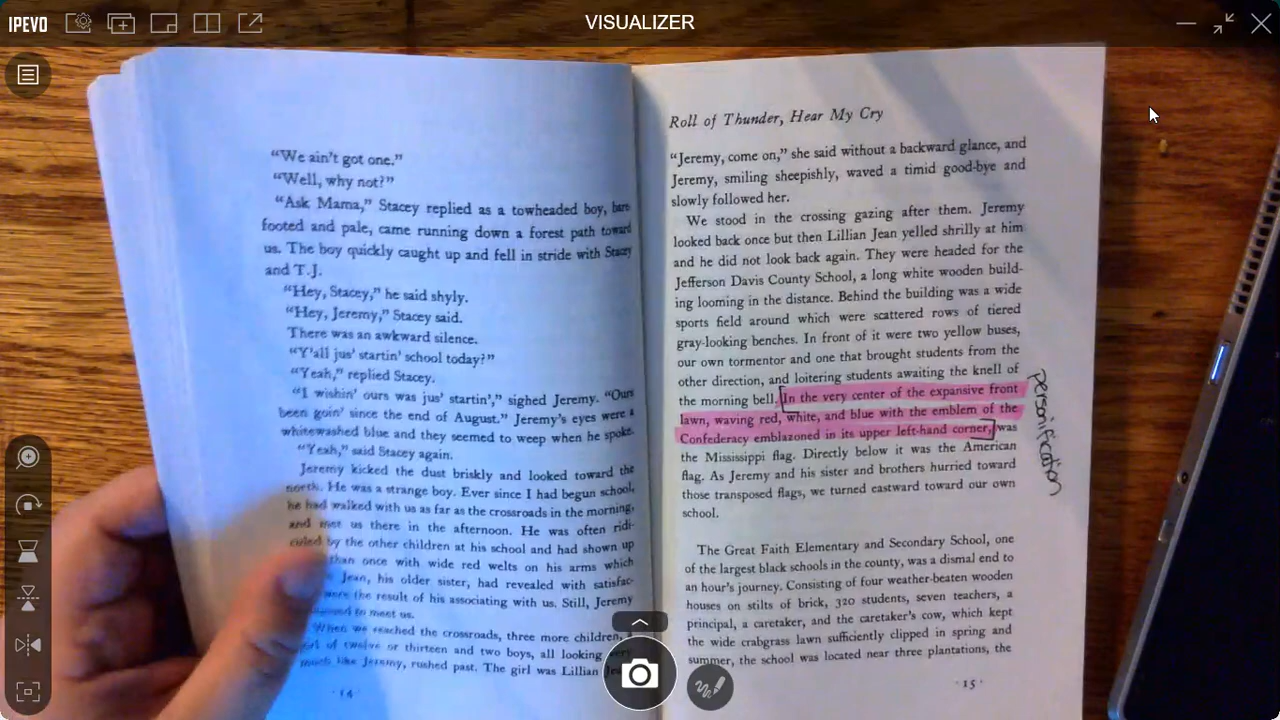 IPEVO
VISUALIZER
"We ain't got one."
"Well, why not?"
"Ask Mama," Stacey replied as a towheaded boy, bare
footed and pale, came running down a forest path toward
us. The boy quickly caught up and fell in stride with Stacey
and T.J.
"Hey, Stacey," he said shyly.
"Hey, Jeremy," Stacey said.
There was an awkward silence.
"Y'all jus' startin' school today?"
"Yeah," replied Stacey.
"I wishin' ours was jus' startin'," sighed Jeremy. "Ours
been goin' since the end of August." Jeremy's eyes were a
whitewashed blue and they seemed to weep when he spoke.
"Yeah," said Stacey again.
Jeremy kicked the dust briskly and looked toward the
north. He was a strange boy. Ever since I had begun school,
he had walked with us as far as the crossroads in the morning,
and met us there in the afternoon. He was often ridi-
culed by the other children at his school and had shown up
than once with wide red welts on his arms which
Jean, his older sister, had revealed with satisfac-
were the result of his associating with us. Still, Jeremy
to meet us.
When we reached the crossroads, three more children, a
girl of twelve or thirteen and two boys, all looking very
much like Jeremy, rushed past. The girl was Lillian Jean.
· 14 ·
Roll of Thunder, Hear My Cry
"Jeremy, come on," she said without a backward glance, and
Jeremy, smiling sheepishly, waved a timid good-bye and
slowly followed her.
We stood in the crossing gazing after them. Jeremy
looked back once but then Lillian Jean yelled shrilly at him
and he did not look back again. They were headed for the
Jefferson Davis County School, a long white wooden build-
ing looming in the distance. Behind the building was a wide
sports field around which were scattered rows of tiered
gray-looking benches. In front of it were two yellow buses,
our own tormentor and one that brought students from the
other direction, and loitering students awaiting the knell of
the morning bell. In the very center of the expansive front
lawn, waving red, white, and blue with the emblem of the
Confederacy emblazoned in its upper left-hand corner, was
the Mississippi flag. Directly below it was the American
flag. As Jeremy and his sister and brothers hurried toward
those transposed flags, we turned eastward toward our own
school.
The Great Faith Elementary and Secondary School, one
of the largest black schools in the county, was a dismal end to
an hour's journey. Consisting of four weather-beaten wooden
houses on stilts of brick, 320 students, seven teachers, a
principal, a caretaker, and the caretaker's cow, which kept
the wide crabgrass lawn sufficiently clipped in spring and
summer, the school was located near three plantations, the
· 15 ·
personification